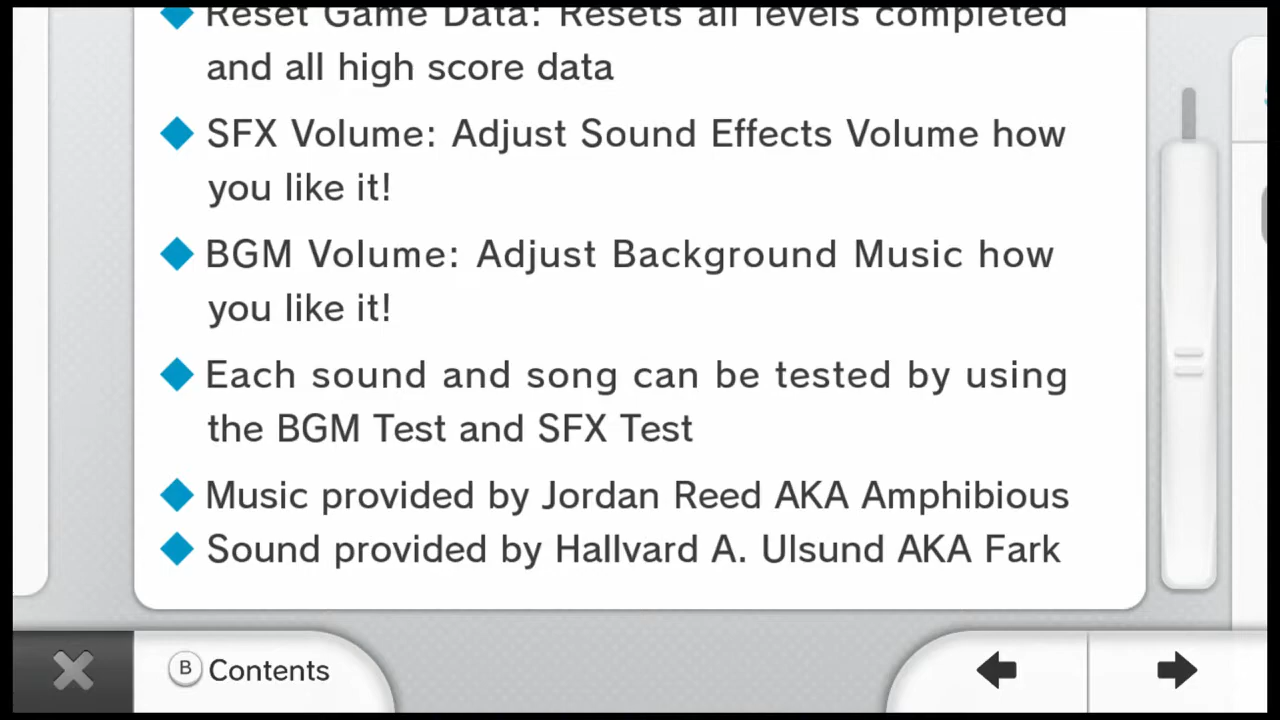 Reset Game Data: Resets all levels completed
and all high score data
SFX Volume: Adjust Sound Effects Volume how
you like it!
BGM Volume: Adjust Background Music how
you like it!
Each sound and song can be tested by using
the BGM Test and SFX Test
Music provided by Jordan Reed AKA Amphibious
Sound provided by Hallvard A. Ulsund AKA Fark
B Contents